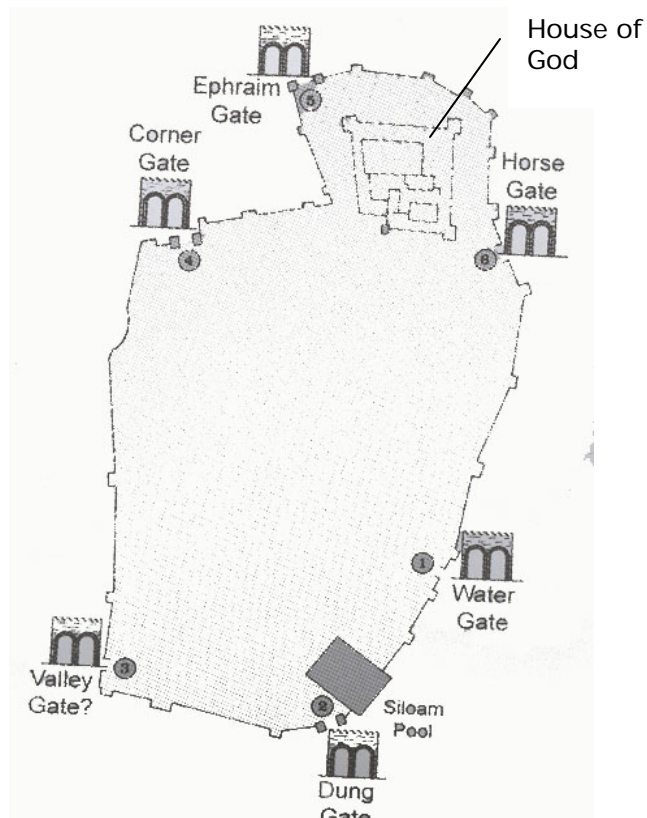 House of
God
Ephraim
Gate
5
Corner
Gate
Horse
Gate
4
6
1
Water
Gate
3
Valley
Gate?
2
Siloam
Pool
Dung
Gate